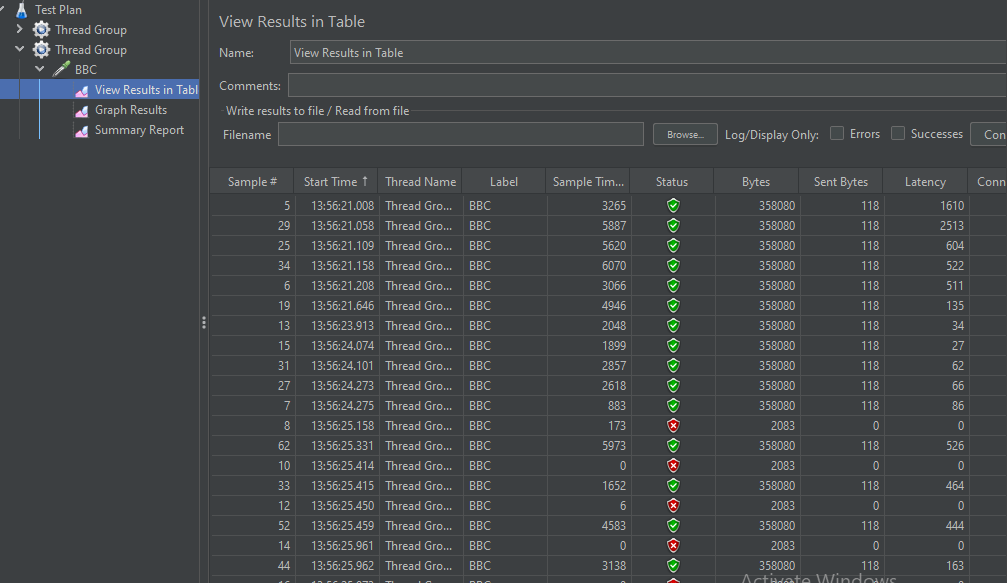 Test Plan
Thread Group
Thread Group
BBC
View Results in Tabl
Graph Results
Summary Report
View Results in Table
Name: View Results in Table
Comments:
Write results to file / Read from file
Filename Browse... Log/Display Only: Errors Successes Con
Sample # Start Time ↑ Thread Name Label Sample Tim... Status Bytes Sent Bytes Latency Conn
5 13:56:21.008 Thread Gro... BBC 3265 358080 118 1610
29 13:56:21.058 Thread Gro... BBC 5887 358080 118 2513
25 13:56:21.109 Thread Gro... BBC 5620 358080 118 604
34 13:56:21.158 Thread Gro... BBC 6070 358080 118 522
6 13:56:21.208 Thread Gro... BBC 3066 358080 118 511
19 13:56:21.646 Thread Gro... BBC 4946 358080 118 135
13 13:56:23.913 Thread Gro... BBC 2048 358080 118 34
15 13:56:24.074 Thread Gro... BBC 1899 358080 118 27
31 13:56:24.101 Thread Gro... BBC 2857 358080 118 62
27 13:56:24.273 Thread Gro... BBC 2618 358080 118 66
7 13:56:24.275 Thread Gro... BBC 883 358080 118 86
8 13:56:25.158 Thread Gro... BBC 173 2083 0 0
62 13:56:25.331 Thread Gro... BBC 5973 358080 118 526
10 13:56:25.414 Thread Gro... BBC 0 2083 0 0
33 13:56:25.415 Thread Gro... BBC 1652 358080 118 464
12 13:56:25.450 Thread Gro... BBC 6 2083 0 0
52 13:56:25.459 Thread Gro... BBC 4583 358080 118 444
14 13:56:25.961 Thread Gro... BBC 0 2083 0 0
44 13:56:25.962 Thread Gro... BBC 3138 358080 118 163
Activate Windows